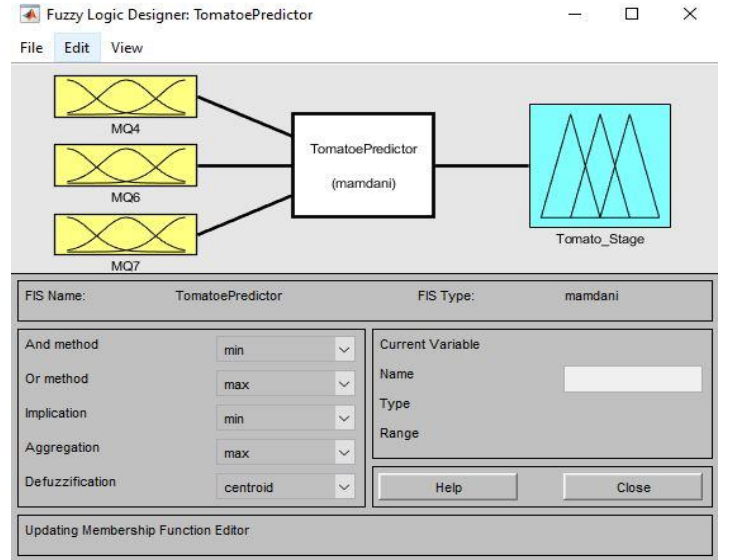 Fuzzy Logic Designer: TomatoePredictor
File Edit View
MQ4
MQ6
MQ7
TomatoePredictor
(mamdani)
Tomato_Stage
FIS Name: TomatoePredictor FIS Type: mamdani
And method min
Or method max
Implication min
Aggregation max
Defuzzification centroid
Current Variable
Name
Type
Range
Help Close
Updating Membership Function Editor